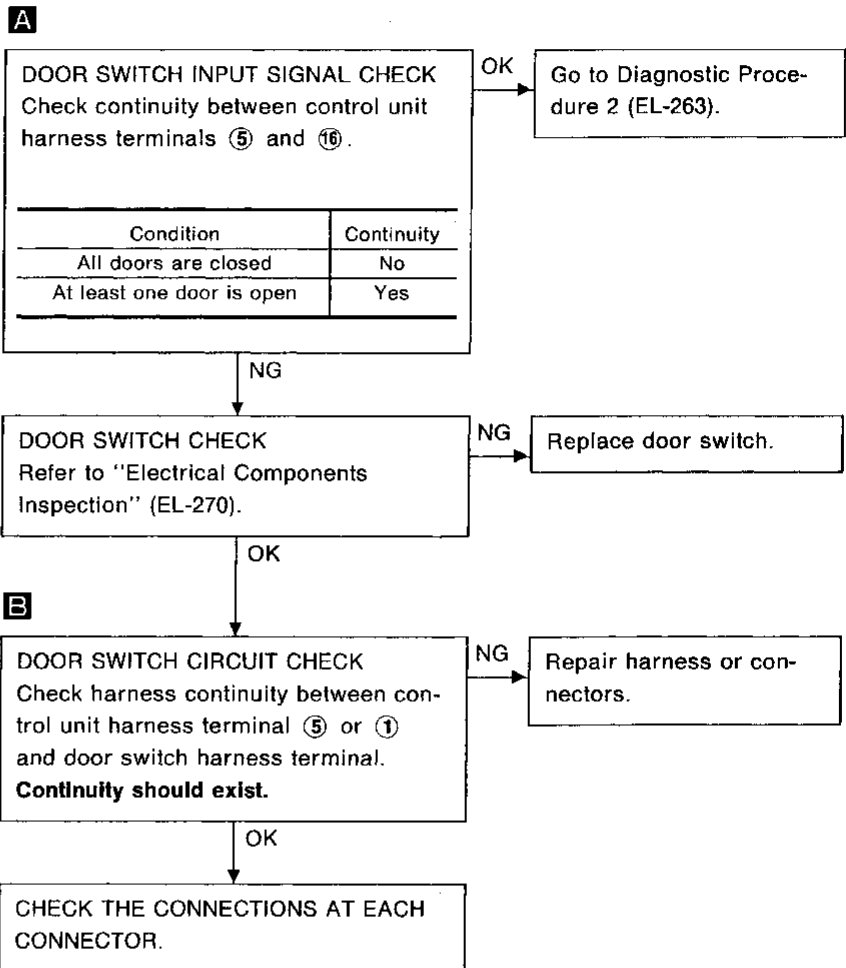 A
DOOR SWITCH INPUT SIGNAL CHECK
Check continuity between control unit
harness terminals ⑤ and ⑯.
Condition Continuity
All doors are closed No
At least one door is open Yes
OK
Go to Diagnostic Proce-
dure 2 (EL-263).
NG
DOOR SWITCH CHECK
Refer to "Electrical Components
Inspection" (EL-270).
NG
Replace door switch.
OK
B
DOOR SWITCH CIRCUIT CHECK
Check harness continuity between con-
trol unit harness terminal ⑤ or ①
and door switch harness terminal.
Continuity should exist.
NG
Repair harness or con-
nectors.
OK
CHECK THE CONNECTIONS AT EACH
CONNECTOR.